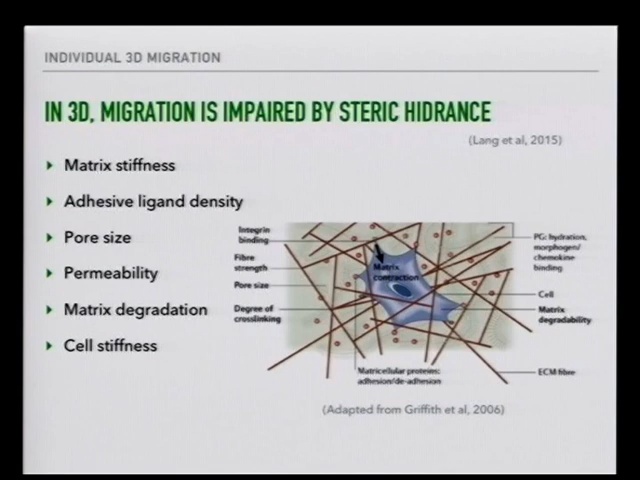 INDIVIDUAL 3D MIGRATION
IN 3D, MIGRATION IS IMPAIRED BY STERIC HIDRANCE
(Lang et al, 2015)
Matrix stiffness
Adhesive ligand density
Pore size
Permeability
Matrix degradation
Cell stiffness
Integrin
binding
Fibre
strength
Pore size
Degree of
crosslinking
Matrix
contraction
PG: hydration,
morphogen/
chemokine
binding
Cell
Matrix
degradability
Matricellular proteins:
adhesion/de-adhesion
ECM fibre
(Adapted from Griffith et al, 2006)